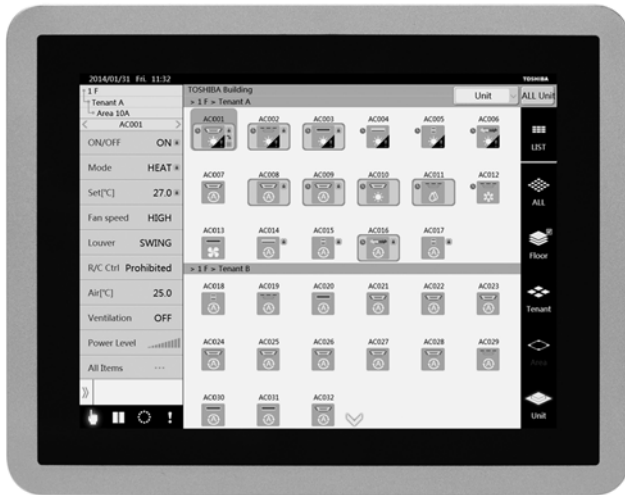 2014/01/31 Fri. 11:32
TOSHIBA
1 F
Tenant A
Area 10A
TOSHIBA Building
> 1 F > Tenant A
Unit
ALL Unit
< AC001 >
ON/OFF ON
Mode HEAT
Set[°C] 27.0
Fan speed HIGH
Louver SWING
R/C Ctrl Prohibited
Air[°C] 25.0
Ventilation OFF
Power Level
All Items ...
AC001 AC002 AC003 AC004 AC005 AC006
AC007 AC008 AC009 AC010 AC011 AC012
AC013 AC014 AC015 AC016 AC017
> 1 F > Tenant B
AC018 AC019 AC020 AC021 AC022 AC023
AC024 AC025 AC026 AC027 AC028 AC029
AC030 AC031 AC032
LIST
ALL
Floor
Tenant
Area
Unit